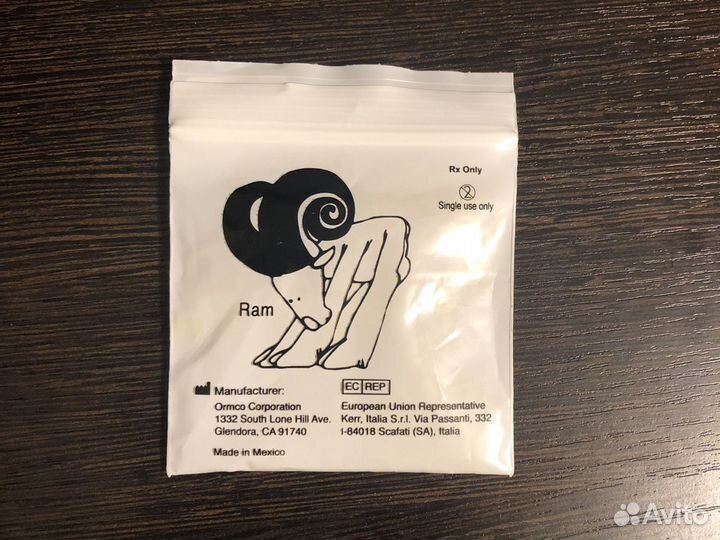 Rx Only
2
Single use only
Ram
Manufacturer:
Ormco Corporation
1332 South Lone Hill Ave.
Glendora, CA 91740
Made in Mexico
EC REP
European Union Representative
Kerr, Italia S.r.l. Via Passanti, 332
I-84018 Scafati (SA), Italia
Avito